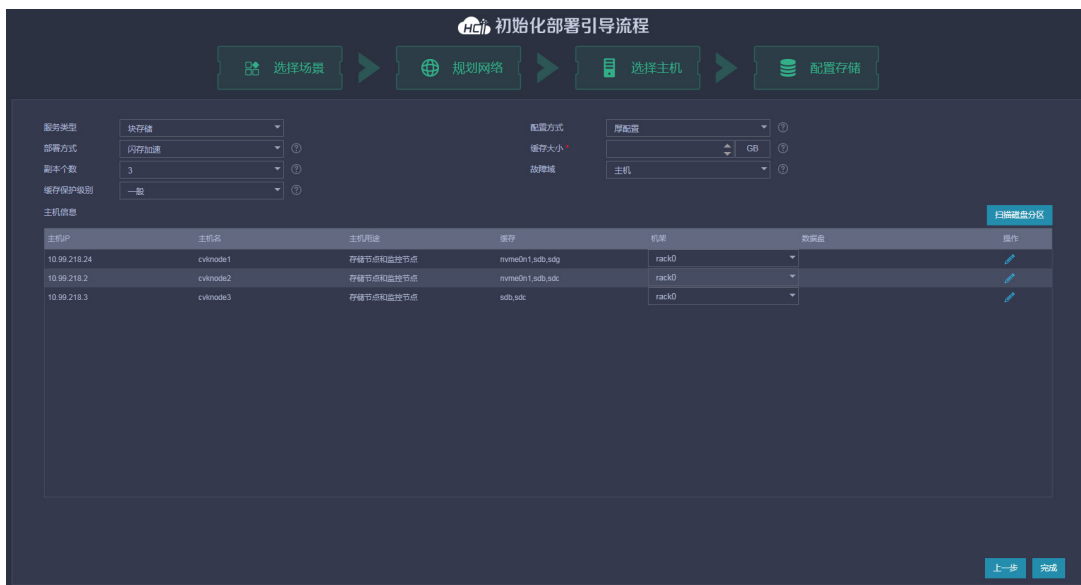 HCI 初始化部署引导流程
选择场景 规划网络 选择主机 配置存储
服务类型 块存储 配置方式 厚配置
部署方式 闪存加速 缓存大小 * GB
副本个数 3 故障域 主机
缓存保护级别 一般
主机信息 扫描磁盘分区
主机IP 主机名 主机用途 缓存 机架 数据盘 操作
10.99.218.24 cvknode1 存储节点和监控节点 nvme0n1,sdb,sdg rack0
10.99.218.2 cvknode2 存储节点和监控节点 nvme0n1,sdb,sdc rack0
10.99.218.3 cvknode3 存储节点和监控节点 sdb,sdc rack0
上一步 完成